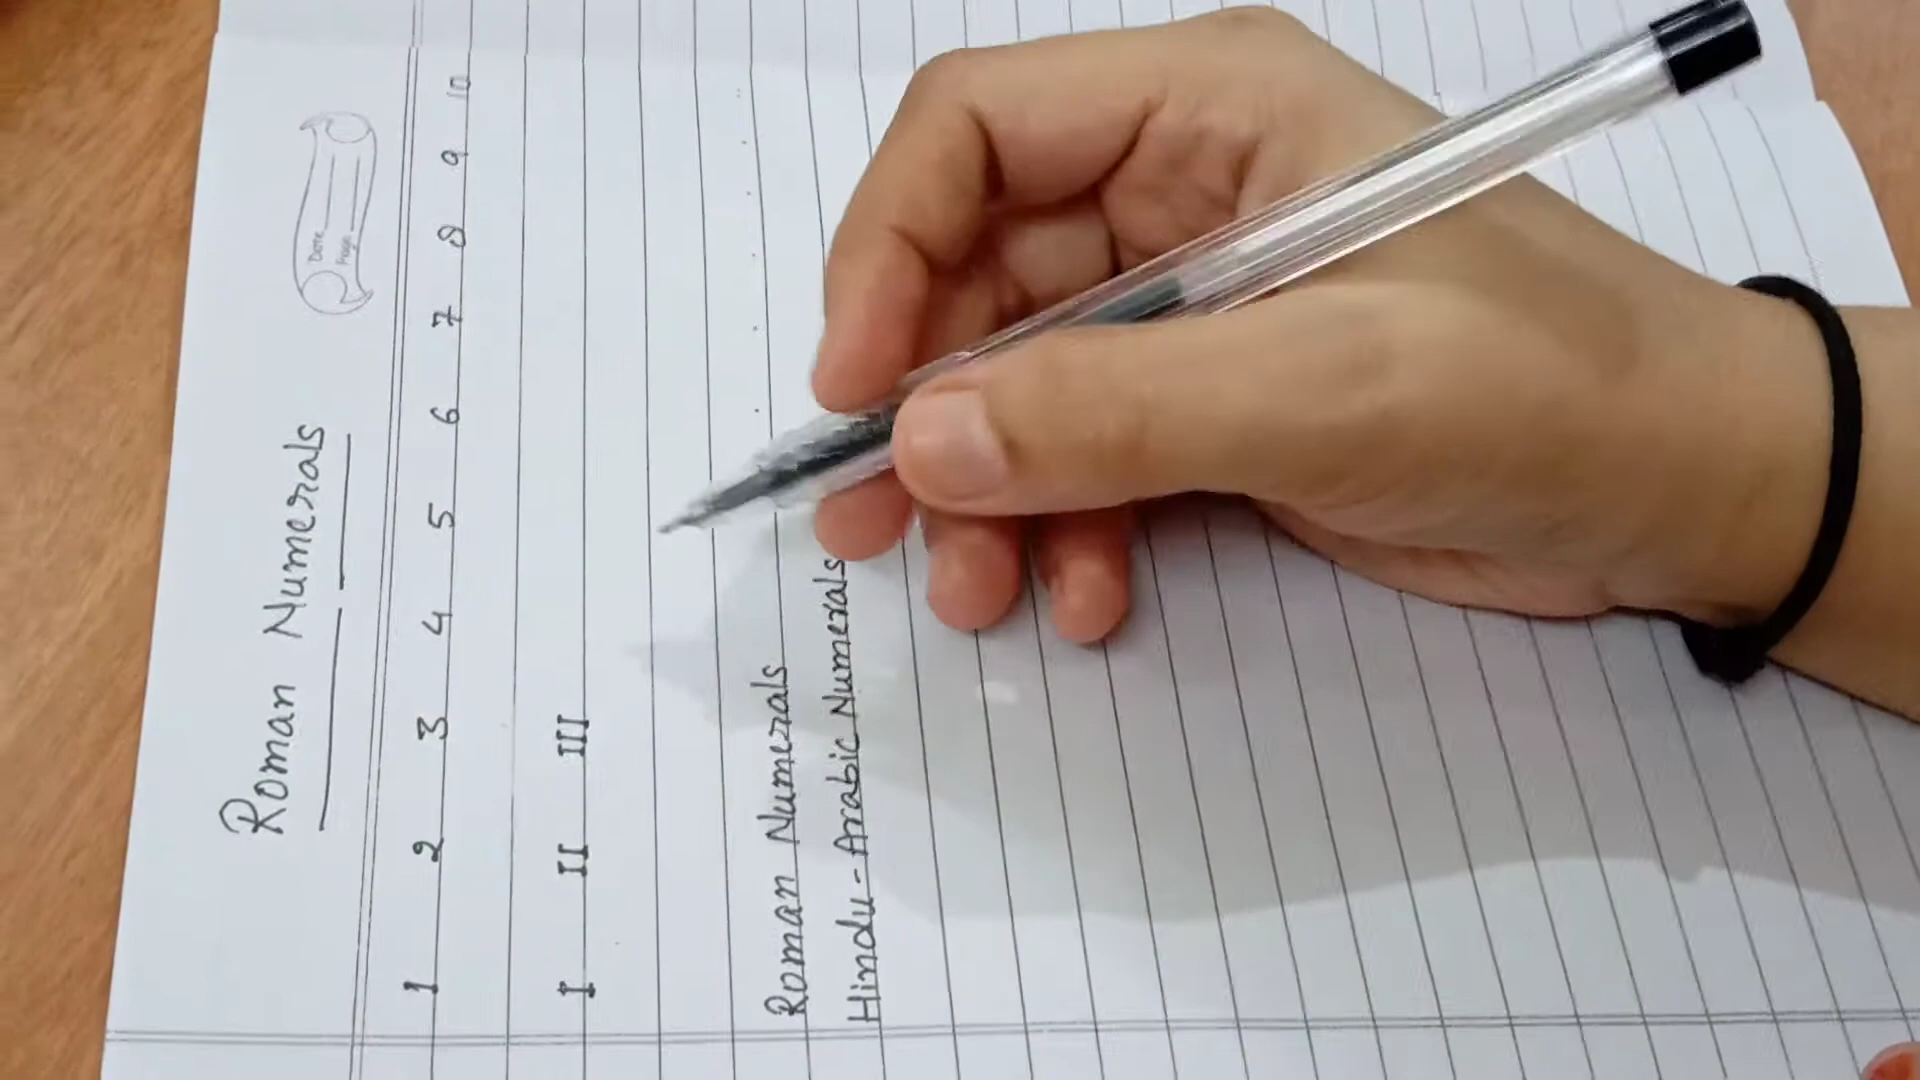 Roman Numerals
Date
Page
1 2 3 4 5 6 7 8 9 10
I II III
Roman Numerals
Hindu-Arabic Numerals